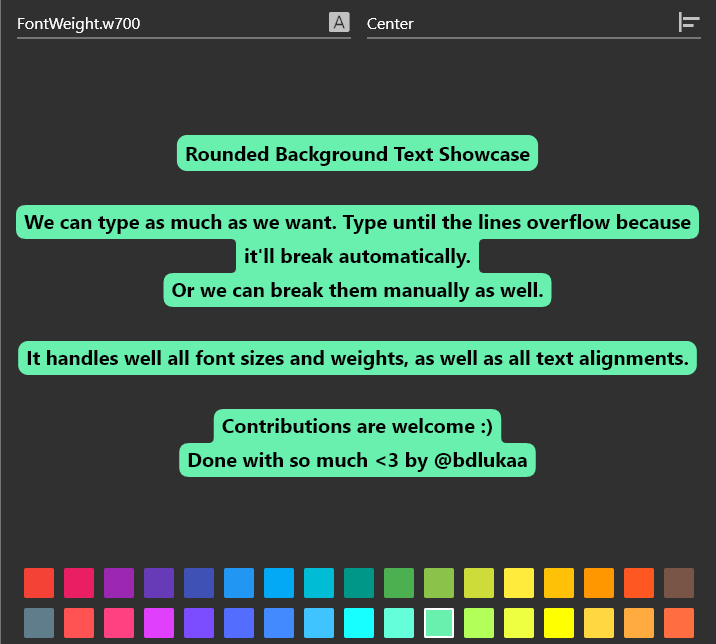 FontWeight.w700
A
Center
Rounded Background Text Showcase
We can type as much as we want. Type until the lines overflow because
it'll break automatically.
Or we can break them manually as well.
It handles well all font sizes and weights, as well as all text alignments.
Contributions are welcome :)
Done with so much <3 by @bdlukaa